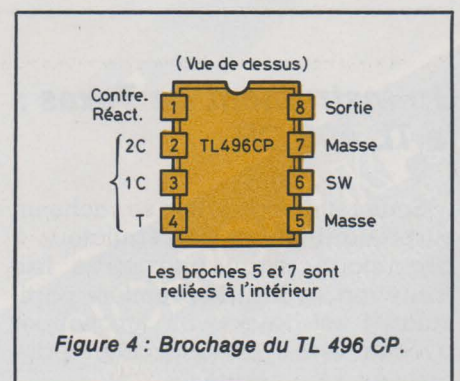 (Vue de dessus)
Contre.
Réact.
1
8
Sortie
2C
2
TL496CP
7
Masse
1C
3
6
SW
T
4
5
Masse
Les broches 5 et 7 sont
reliées à l'intérieur
Figure 4 : Brochage du TL 496 CP.